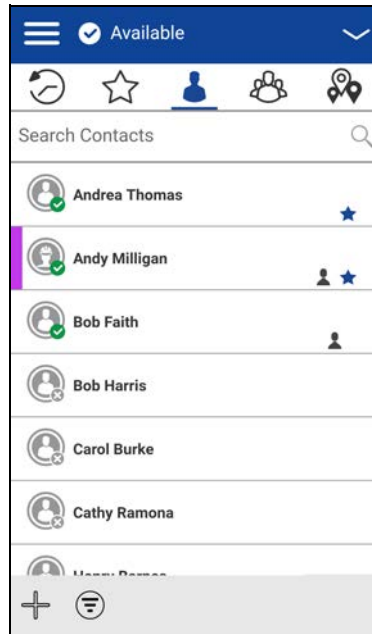 Available
Search Contacts
Andrea Thomas
Andy Milligan
Bob Faith
Bob Harris
Carol Burke
Cathy Ramona